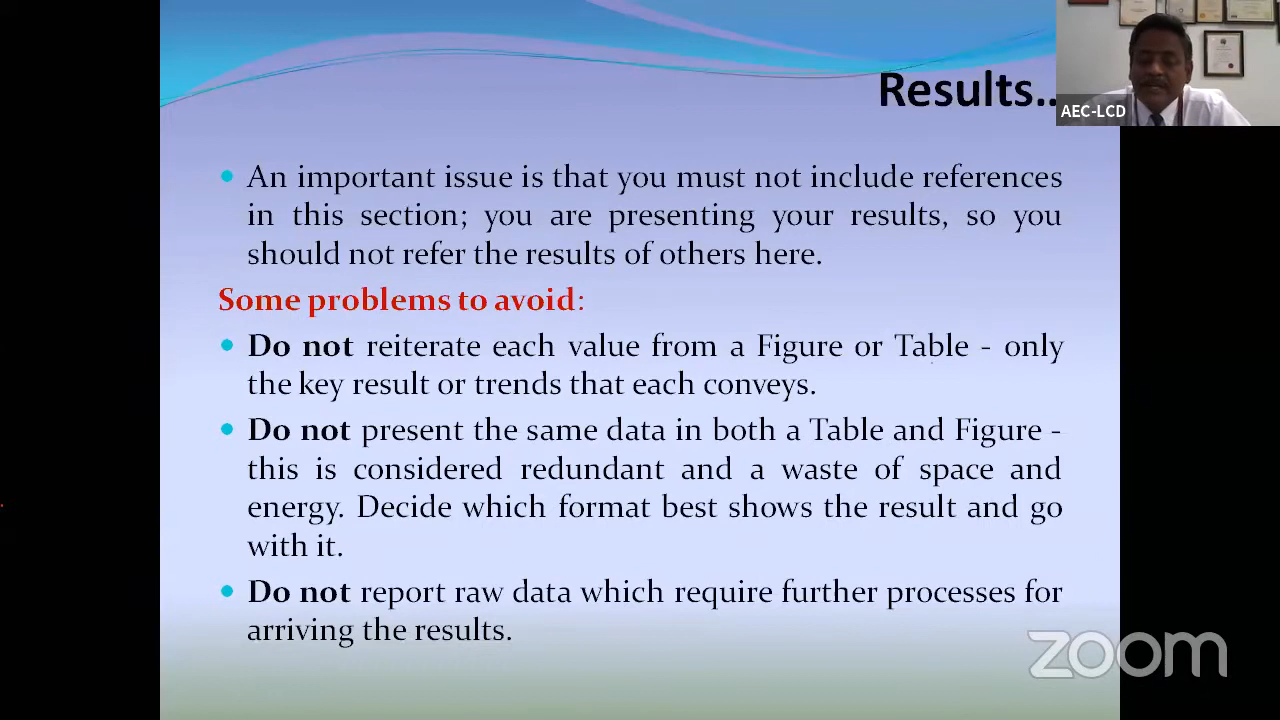 Results..
AEC-LCD
An important issue is that you must not include references
in this section; you are presenting your results, so you
should not refer the results of others here.
Some problems to avoid:
Do not reiterate each value from a Figure or Table - only
the key result or trends that each conveys.
Do not present the same data in both a Table and Figure -
this is considered redundant and a waste of space and
energy. Decide which format best shows the result and go
with it.
Do not report raw data which require further processes for
arriving the results.
zoom